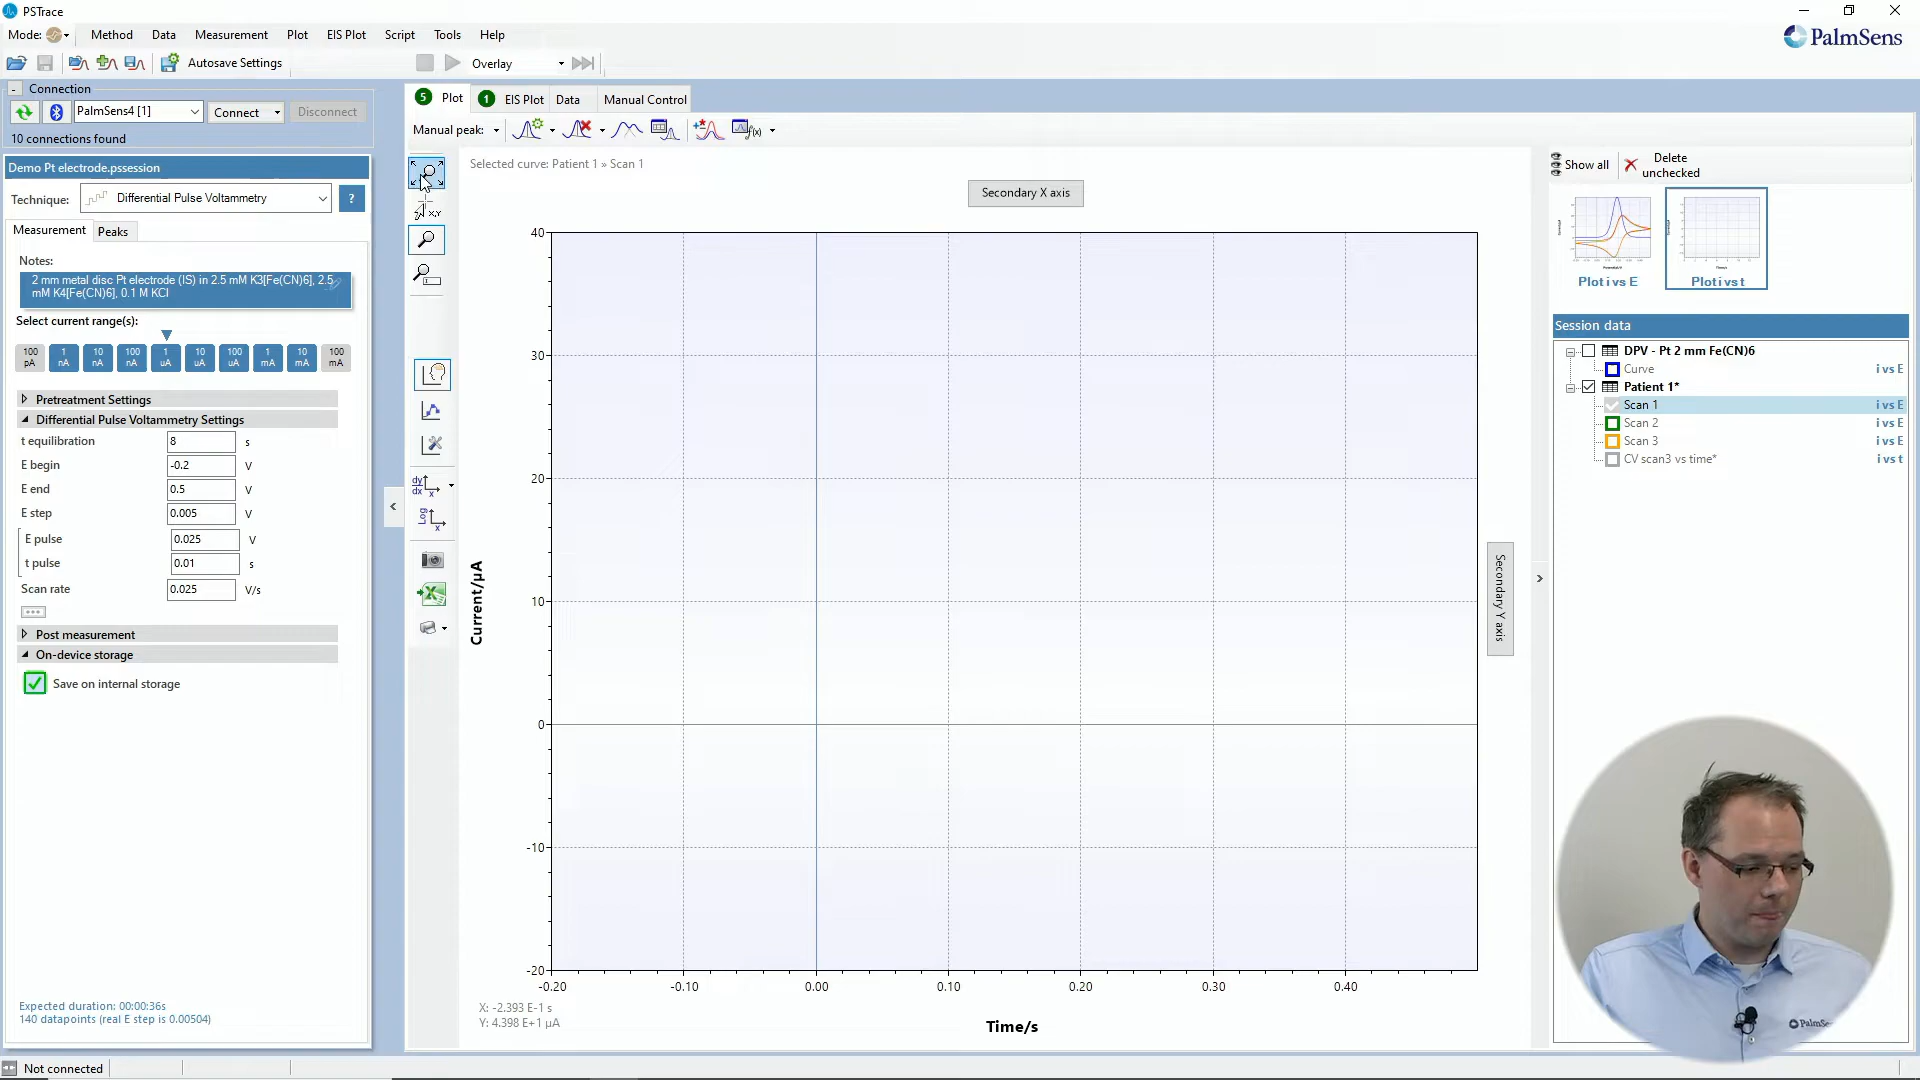 PSTrace
Mode:
Method
Data
Measurement
Plot
EIS Plot
Script
Tools
Help
PalmSens
Autosave Settings
Overlay
Connection
PalmSens4 [1]
Connect
Disconnect
10 connections found
Demo Pt electrode.pssession
Technique:
Differential Pulse Voltammetry
?
Measurement
Peaks
Notes:
2 mm metal disc Pt electrode (IS) in 2.5 mM K3[Fe(CN)6], 2.5
mM K4[Fe(CN)6], 0.1 M KCl
Select current range(s):
100 pA
1 nA
10 nA
100 nA
1 uA
10 uA
100 uA
1 mA
10 mA
100 mA
Pretreatment Settings
Differential Pulse Voltammetry Settings
t equilibration 8 s
E begin -0.2 V
E end 0.5 V
E step 0.005 V
E pulse 0.025 V
t pulse 0.01 s
Scan rate 0.025 V/s
Post measurement
On-device storage
Save on internal storage
Expected duration: 00:00:36s
140 datapoints (real E step is 0.00504)
Not connected
5 Plot
1 EIS Plot
Data
Manual Control
Manual peak:
Selected curve: Patient 1 » Scan 1
Secondary X axis
Current/µA
40
30
20
10
0
-10
-20
-0.20
-0.10
0.00
0.10
0.20
0.30
0.40
X: -2.393 E-1 s
Y: 4.398 E+1 µA
Time/s
Secondary Y axis
Show all
Delete
unchecked
Plot i vs E
Plot i vs t
Session data
DPV - Pt 2 mm Fe(CN)6
Curve i vs E
Patient 1*
Scan 1 i vs E
Scan 2 i vs E
Scan 3 i vs E
CV scan3 vs time* i vs t